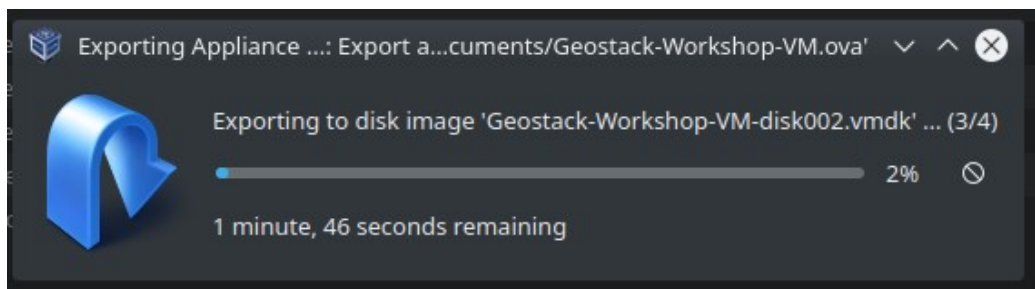 Exporting Appliance ...: Export a...cuments/Geostack-Workshop-VM.ova'
Exporting to disk image 'Geostack-Workshop-VM-disk002.vmdk' ... (3/4)
2%
1 minute, 46 seconds remaining